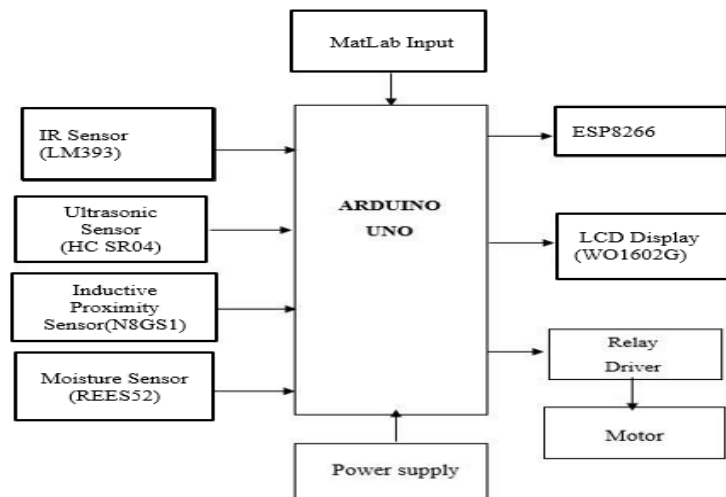 MatLab Input
IR Sensor
(LM393)
Ultrasonic
Sensor
(HC SR04)
Inductive
Proximity
Sensor(N8GS1)
Moisture Sensor
(REES52)
ARDUINO
UNO
Power supply
ESP8266
LCD Display
(WO1602G)
Relay
Driver
Motor